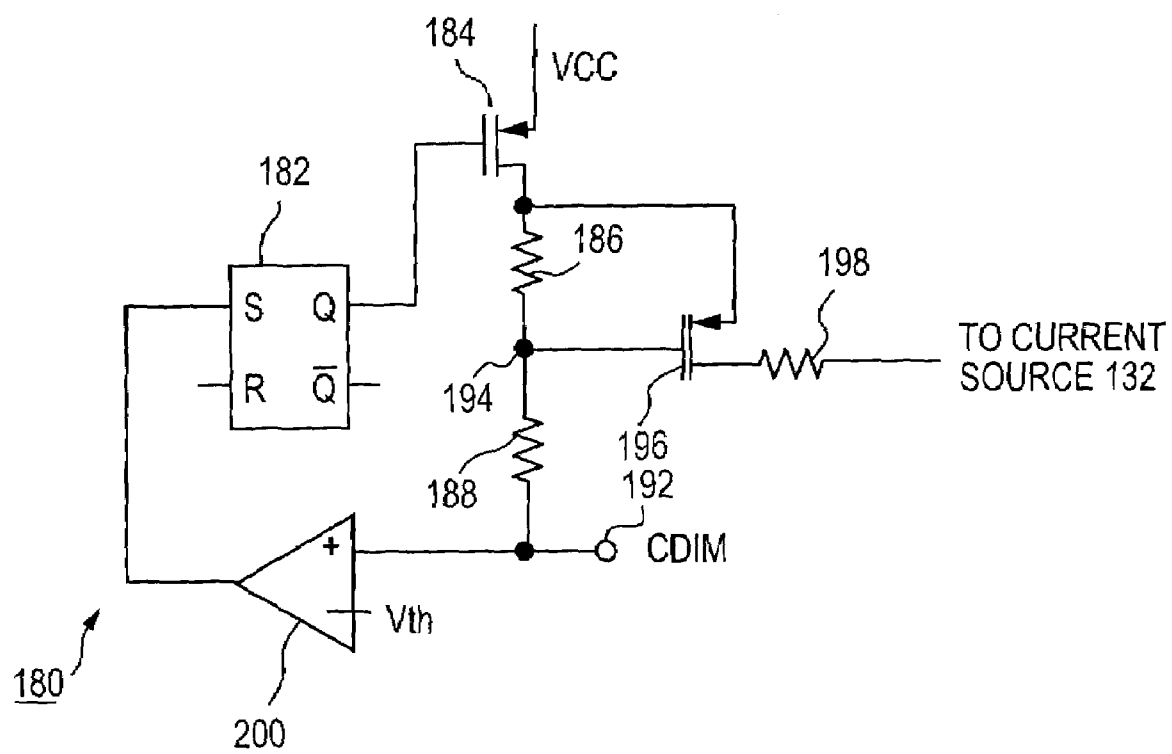 184
VCC
182
186
198
S Q
TO CURRENT
SOURCE 132
R Q̅
194
196
188
192
+
CDIM
Vth
180
200